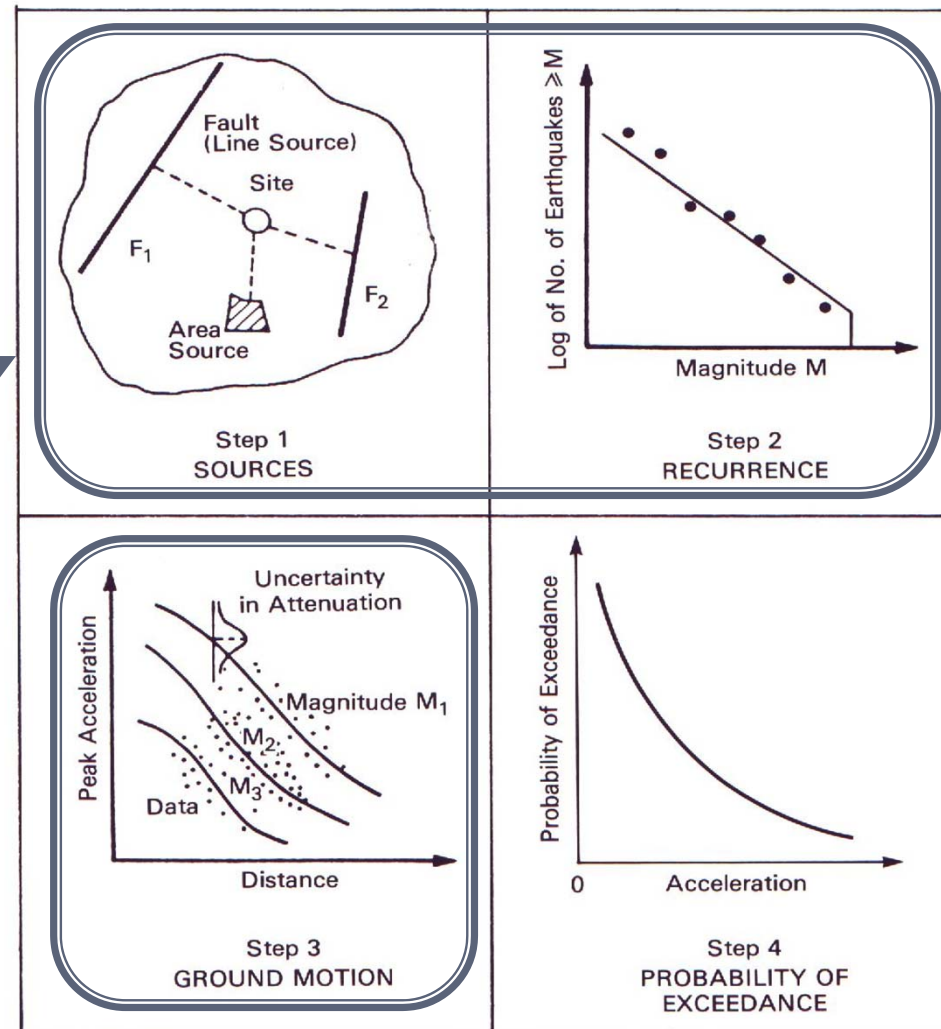 Fault
(Line Source)
Site
F₁
F₂
Area
Source
Step 1
SOURCES
Log of No. of Earthquakes ⩾ M
Magnitude M
Step 2
RECURRENCE
Uncertainty
in Attenuation
Peak Acceleration
Magnitude M₁
M₂
M₃
Data
Distance
Step 3
GROUND MOTION
Probability of Exceedance
0
Acceleration
Step 4
PROBABILITY OF
EXCEEDANCE